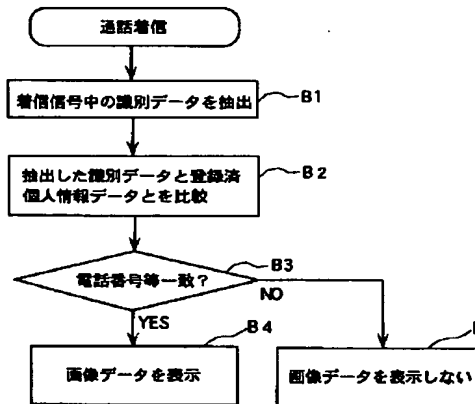 通話着信
着信信号中の識別データを抽出
B1
抽出した識別データと登録済
個人情報データとを比較
B2
電話番号等一致?
B3
NO
YES
B4
画像データを表示
画像データを表示しない